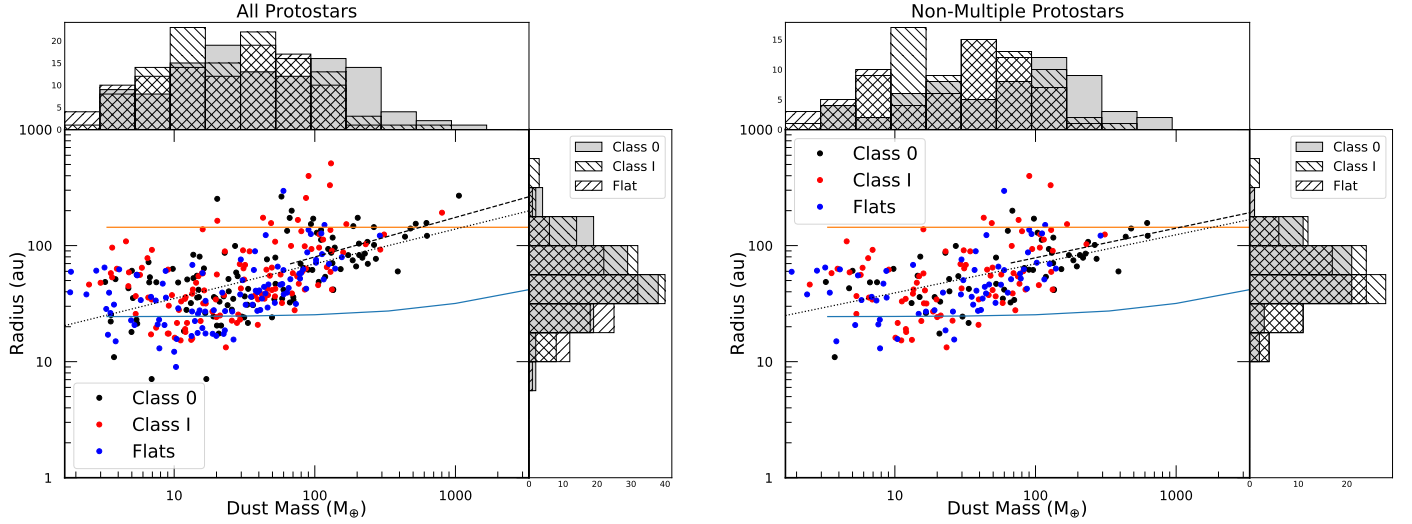 All Protostars
20
15
10
5
0
1000
100
10
1
Radius (au)
Class 0
Class I
Flats
10
100
1000
Dust Mass (M⊕)
Class 0
Class I
Flat
0
10
20
30
40
Non-Multiple Protostars
15
10
5
0
1000
100
10
1
Radius (au)
Class 0
Class I
Flats
10
100
1000
Dust Mass (M⊕)
Class 0
Class I
Flat
0
10
20